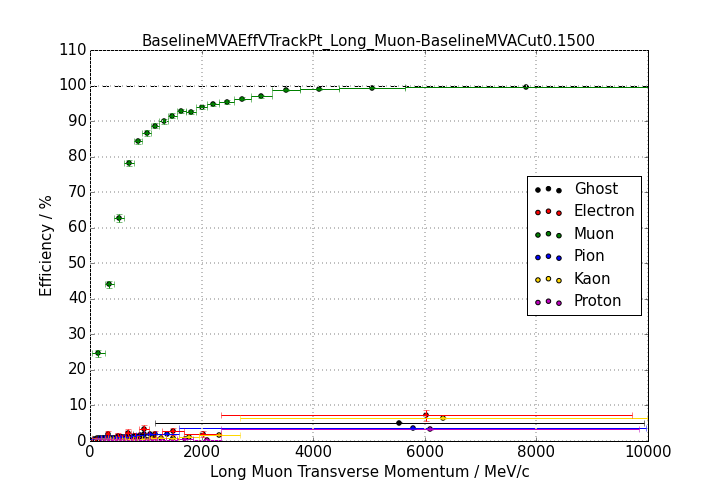 BaselineMVAEffVTrackPt_Long_Muon-BaselineMVACut0.1500
110
100
90
80
70
60
50
40
30
20
10
0
Efficiency / %
Ghost
Electron
Muon
Pion
Kaon
Proton
0 2000 4000 6000 8000 10000
Long Muon Transverse Momentum / MeV/c